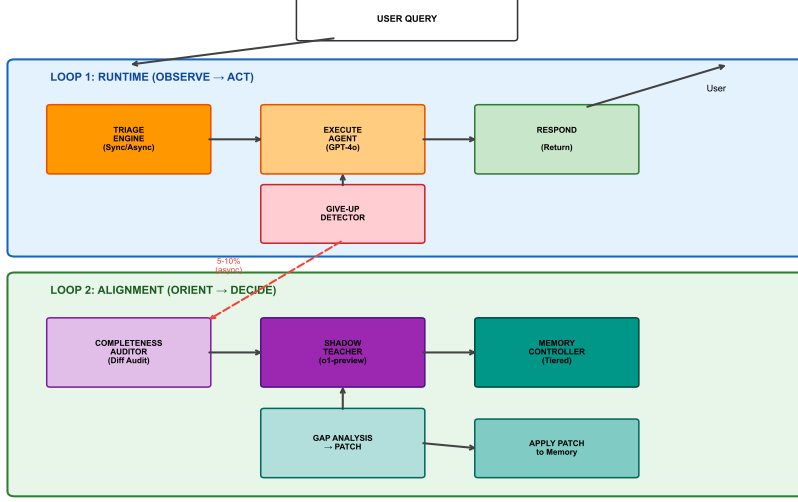 USER QUERY
LOOP 1: RUNTIME (OBSERVE → ACT)
User
TRIAGE
ENGINE
(Sync/Async)
EXECUTE
AGENT
(GPT-4o)
RESPOND
(Return)
GIVE-UP
DETECTOR
5-10%
(async)
LOOP 2: ALIGNMENT (ORIENT → DECIDE)
COMPLETENESS
AUDITOR
(Diff Audit)
SHADOW
TEACHER
(o1-preview)
MEMORY
CONTROLLER
(Tiered)
GAP ANALYSIS
→ PATCH
APPLY PATCH
to Memory